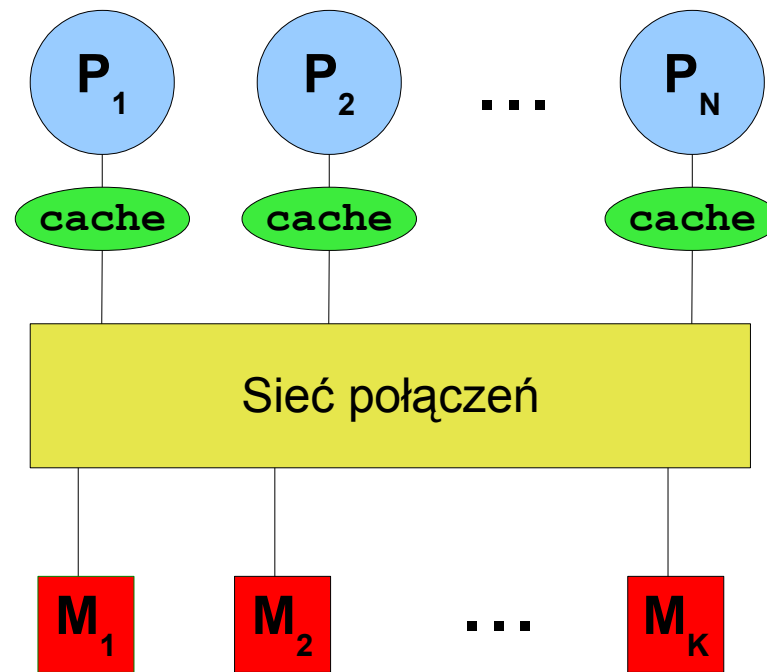 P1 P2 ... PN
cache cache cache
Sieć połączeń
M1 M2 ... MK